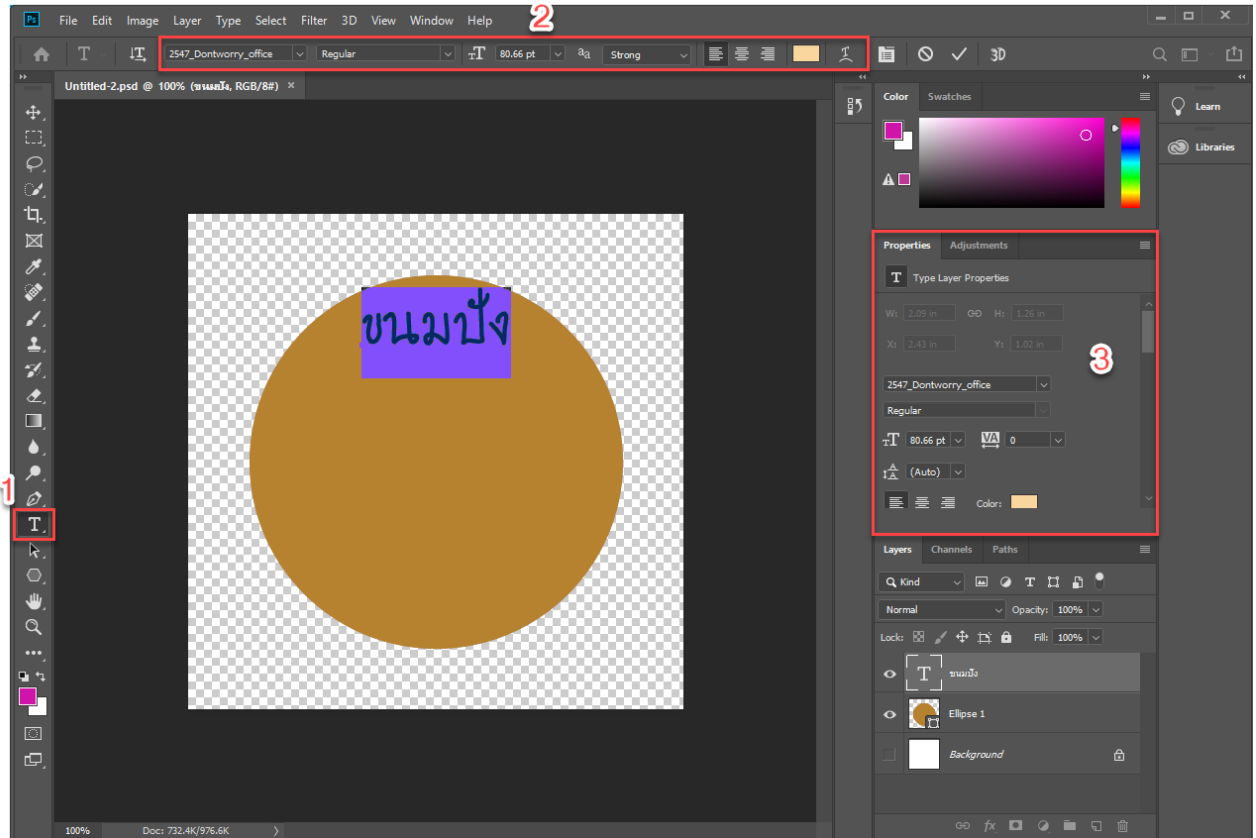 Ps File Edit Image Layer Type Select Filter 3D View Window Help 2
T 2547_Dontworry_office Regular 80.66 pt aa Strong 3D
Untitled-2.psd @ 100% (ขนมปัง, RGB/8#) ×
Color Swatches
Learn
Libraries
Properties Adjustments
T Type Layer Properties
W: 2.09 in H: 1.26 in
X: 2.43 in Y: 1.02 in
3
ขนมปัง
2547_Dontworry_office
Regular
80.66 pt VA 0
(Auto)
1
T
Color:
Layers Channels Paths
Kind
Normal Opacity: 100%
Lock: Fill: 100%
T ขนมปัง
Ellipse 1
Background
fx
100% Doc: 732.4K/976.6K